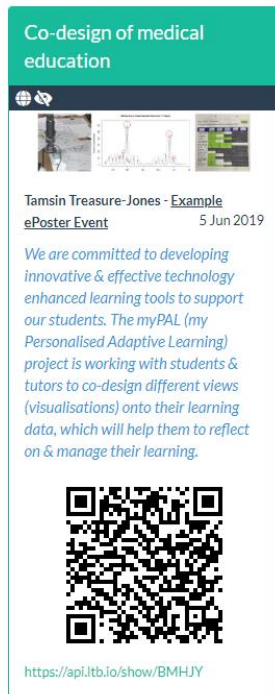 Co-design of medical
education
Tamsin Treasure-Jones - Example
ePoster Event 5 Jun 2019
We are committed to developing
innovative & effective technology
enhanced learning tools to support
our students. The myPAL (my
Personalised Adaptive Learning)
project is working with students &
tutors to co-design different views
(visualisations) onto their learning
data, which will help them to reflect
on & manage their learning.
https://api.ltb.io/show/BMHJY